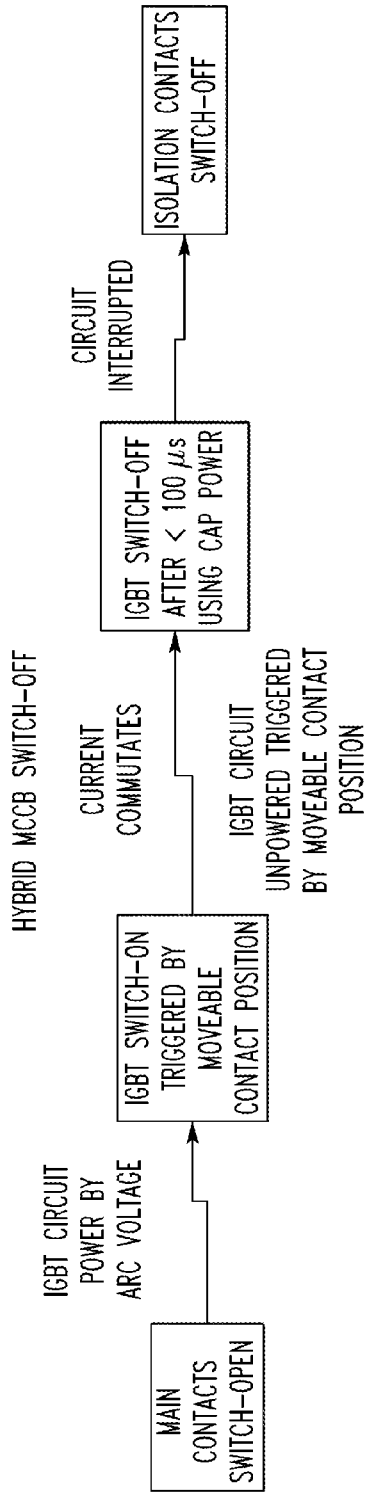 HYBRID MCCB SWITCH-OFF
MAIN
CONTACTS
SWITCH-OPEN
IGBT CIRCUIT
POWER BY
ARC VOLTAGE
IGBT SWITCH-ON
TRIGGERED BY
MOVEABLE
CONTACT POSITION
CURRENT
COMMUTATES
IGBT CIRCUIT
UNPOWERED TRIGGERED
BY MOVEABLE CONTACT
POSITION
IGBT SWITCH-OFF
AFTER < 100 μs
USING CAP POWER
CIRCUIT
INTERRUPTED
ISOLATION CONTACTS
SWITCH-OFF